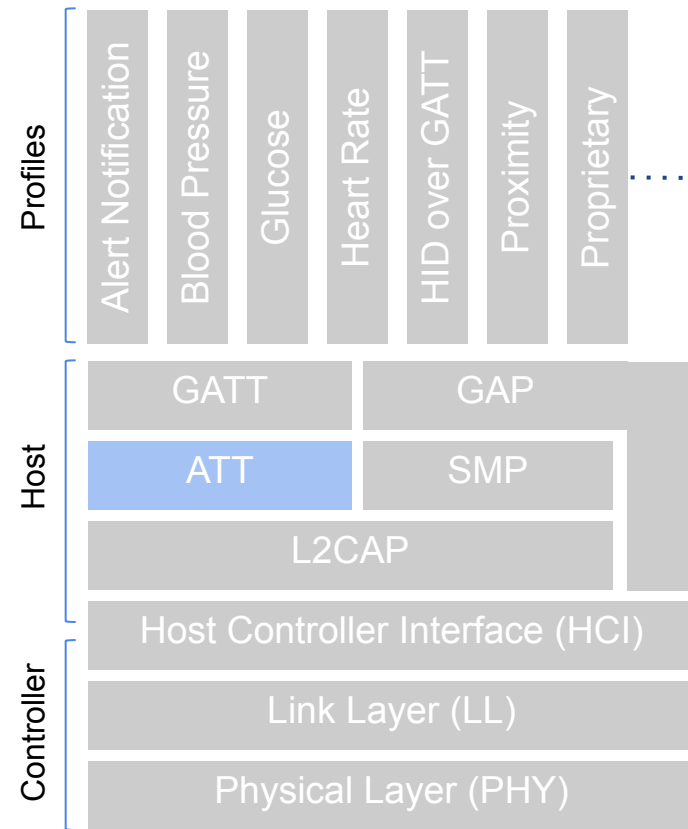 Profiles
Alert Notification
Blood Pressure
Glucose
Heart Rate
HID over GATT
Proximity
Proprietary
.....
Host
GATT
GAP
ATT
SMP
L2CAP
Host Controller Interface (HCI)
Controller
Link Layer (LL)
Physical Layer (PHY)